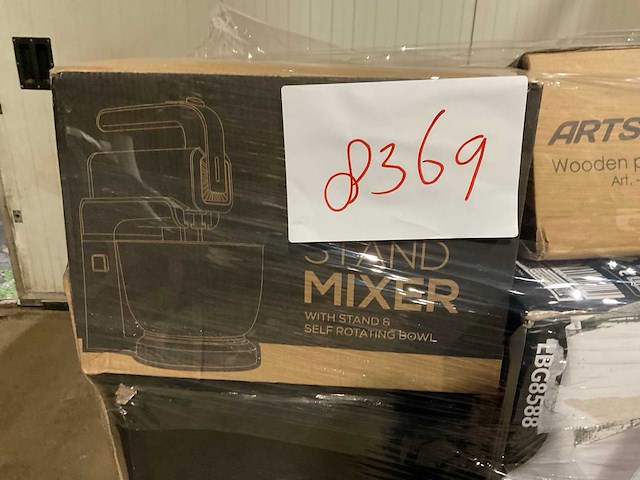 8369
STAND
MIXER
WITH STAND &
SELF ROTATING BOWL
ARTS
Wooden p
Art. -
LBG8588